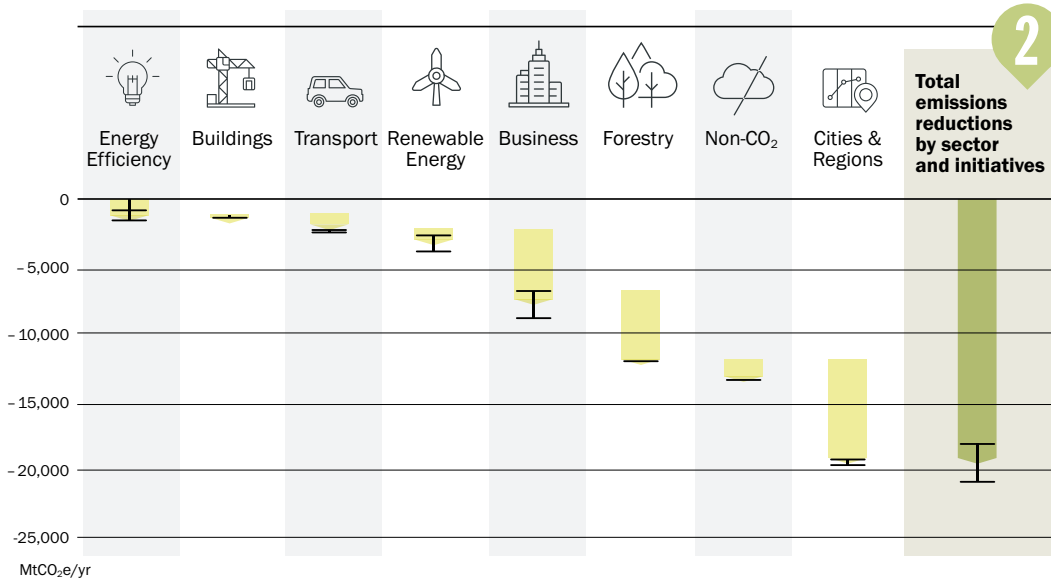 2
Energy
Efficiency
Buildings
Transport
Renewable
Energy
Business
Forestry
Non-CO₂
Cities &
Regions
Total
emissions
reductions
by sector
and initiatives
0
– 5,000
– 10,000
– 15,000
– 20,000
-25,000
MtCO₂e/yr